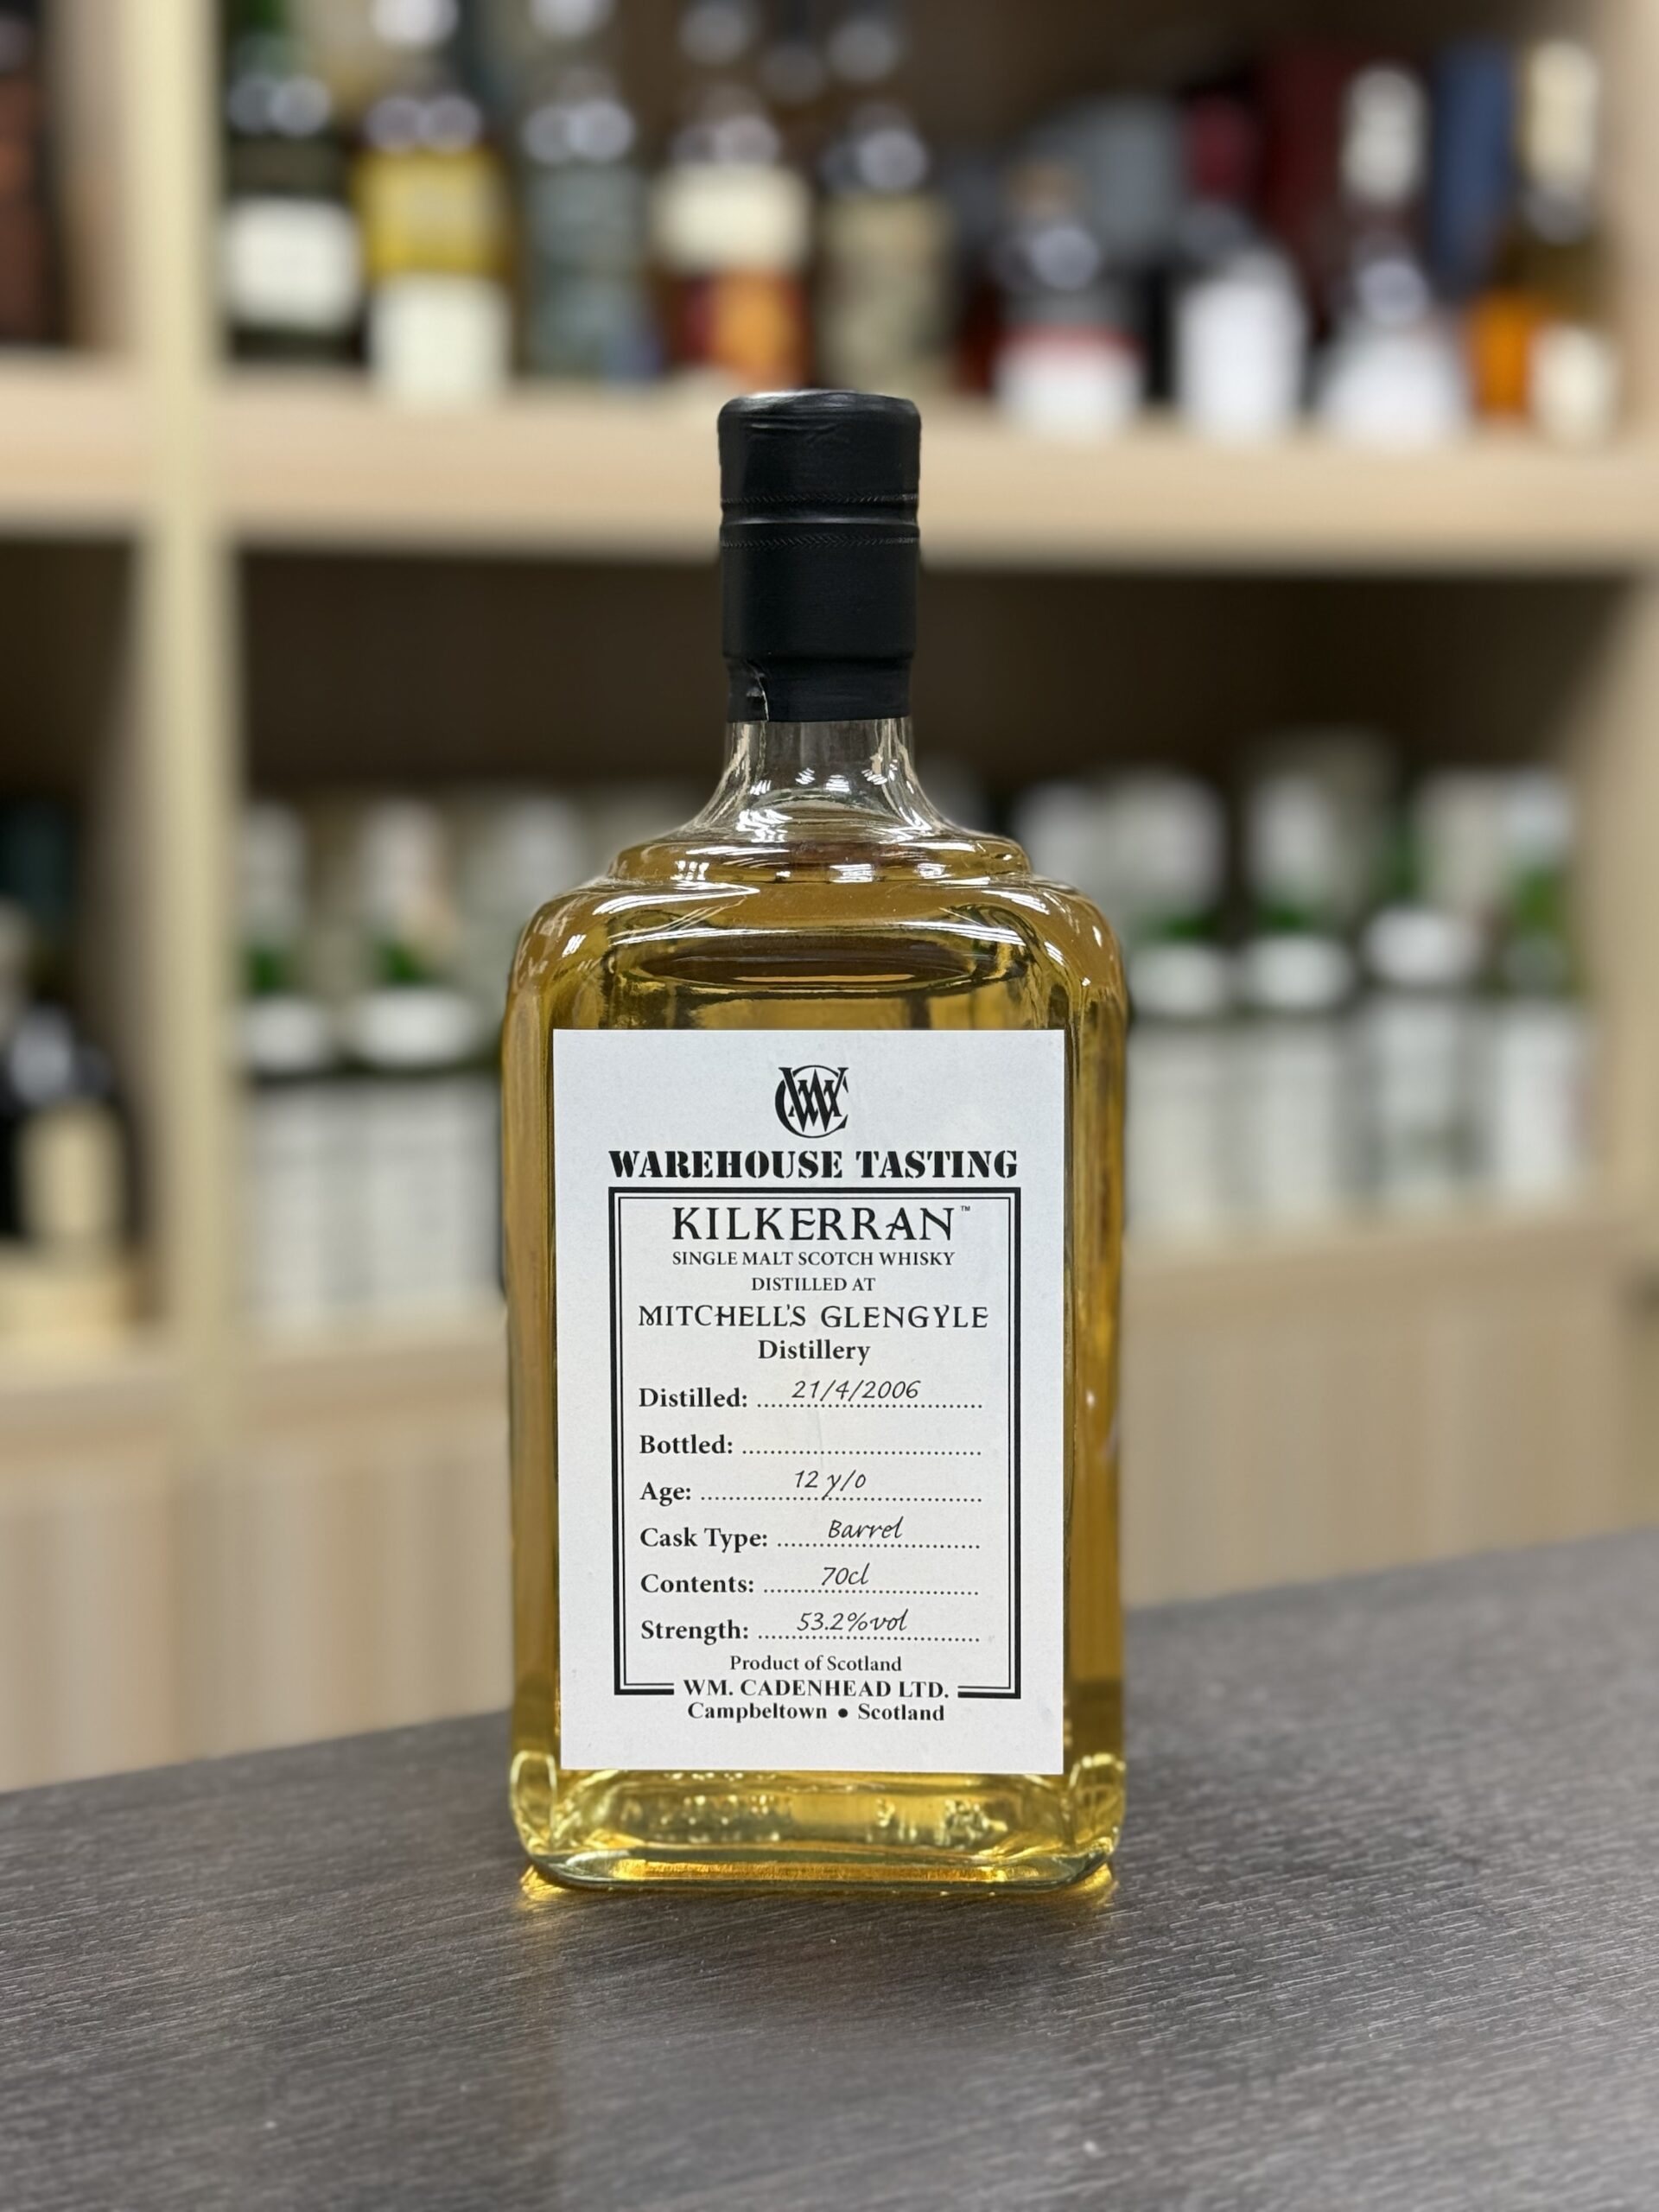 WAREHOUSE TASTING
KILKERRAN™
SINGLE MALT SCOTCH WHISKY
DISTILLED AT
MITCHELL'S GLENGYLE
Distillery
Distilled: 21/4/2006
Bottled:
Age: 12 y/o
Cask Type: Barrel
Contents: 70cl
Strength: 53.2%vol
Product of Scotland
WM. CADENHEAD LTD.
Campbeltown • Scotland